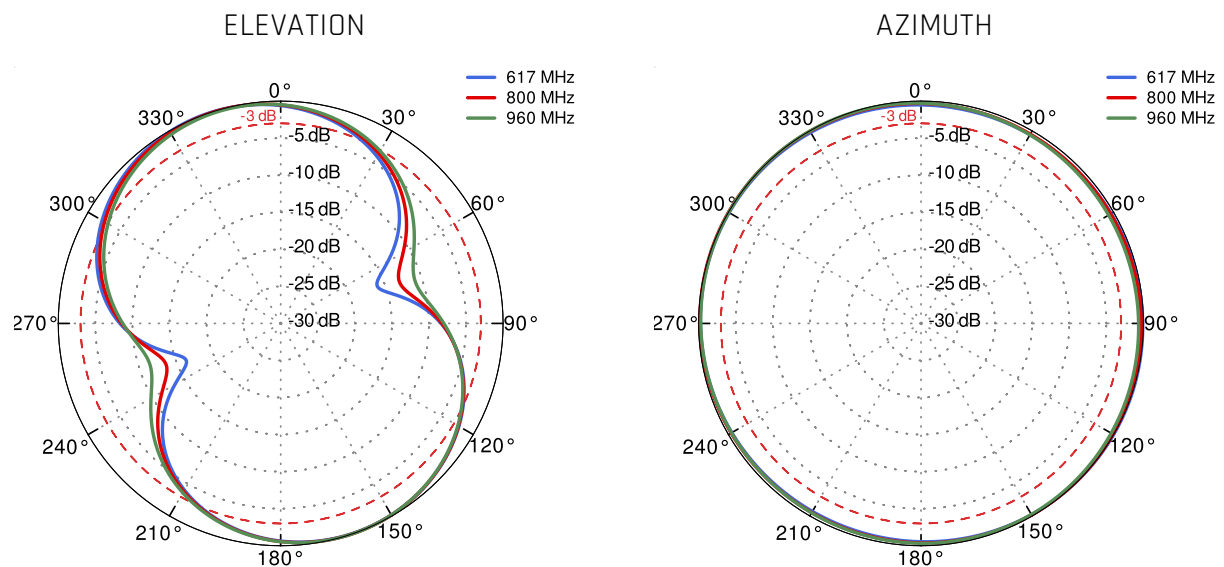 ELEVATION
617 MHz
800 MHz
960 MHz
0°
30°
60°
90°
120°
150°
180°
210°
240°
270°
300°
330°
-3 dB
-5 dB
-10 dB
-15 dB
-20 dB
-25 dB
-30 dB
AZIMUTH
617 MHz
800 MHz
960 MHz
0°
30°
60°
90°
120°
150°
180°
210°
240°
270°
300°
330°
-3 dB
-5 dB
-10 dB
-15 dB
-20 dB
-25 dB
-30 dB